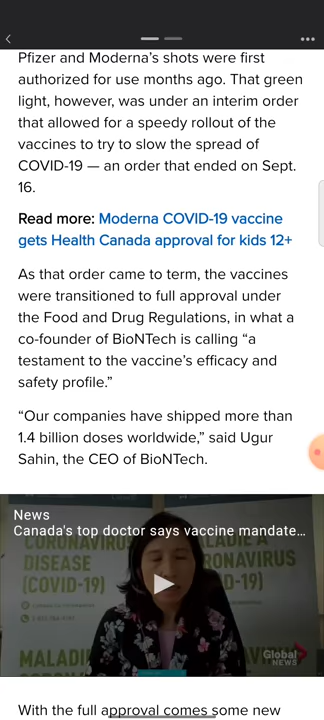 Pfizer and Moderna's shots were first
authorized for use months ago. That green
light, however, was under an interim order
that allowed for a speedy rollout of the
vaccines to try to slow the spread of
COVID-19 — an order that ended on Sept.
16.
Read more: Moderna COVID-19 vaccine
gets Health Canada approval for kids 12+
As that order came to term, the vaccines
were transitioned to full approval under
the Food and Drug Regulations, in what a
co-founder of BioNTech is calling “a
testament to the vaccine’s efficacy and
safety profile.”
“Our companies have shipped more than
1.4 billion doses worldwide,” said Ugur
Sahin, the CEO of BioNTech.
News
Canada's top doctor says vaccine mandate...
CORONAVIRUS
DISEASE
(COVID-19)
MALADIE À
CORONAVIRUS
MALADI
Global
NEWS
With the full approval comes some new